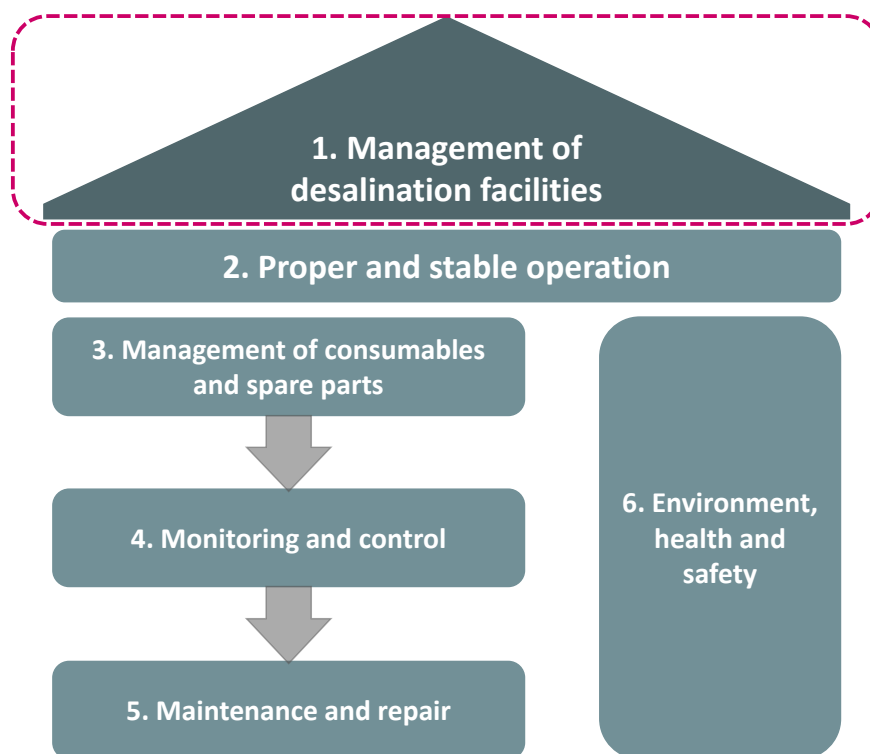 1. Management of
desalination facilities
2. Proper and stable operation
3. Management of consumables
and spare parts
4. Monitoring and control
5. Maintenance and repair
6. Environment,
health and
safety